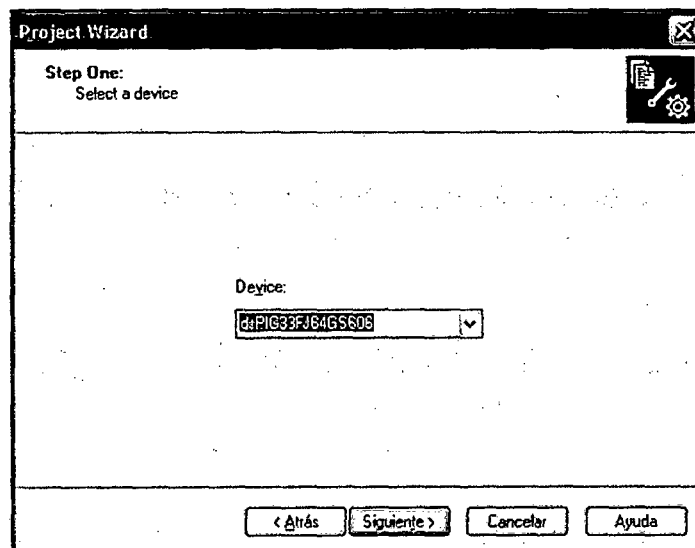 Project Wizard
Step One:
Select a device
Device:
dsPIC33FJ64GS606
< Atrás
Siguiente >
Cancelar
Ayuda